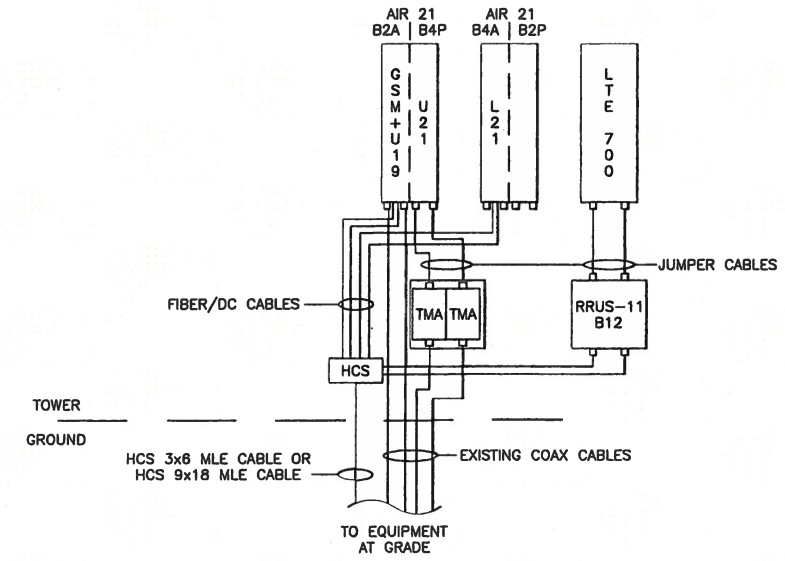 AIR 21
B2A B4P
AIR 21
B4A B2P
GSM+U19
U21
L21
LTE 700
JUMPER CABLES
FIBER/DC CABLES
TMA
TMA
RRUS-11
B12
HCS
TOWER
GROUND
HCS 3x6 MLE CABLE OR
HCS 9x18 MLE CABLE
EXISTING COAX CABLES
TO EQUIPMENT
AT GRADE